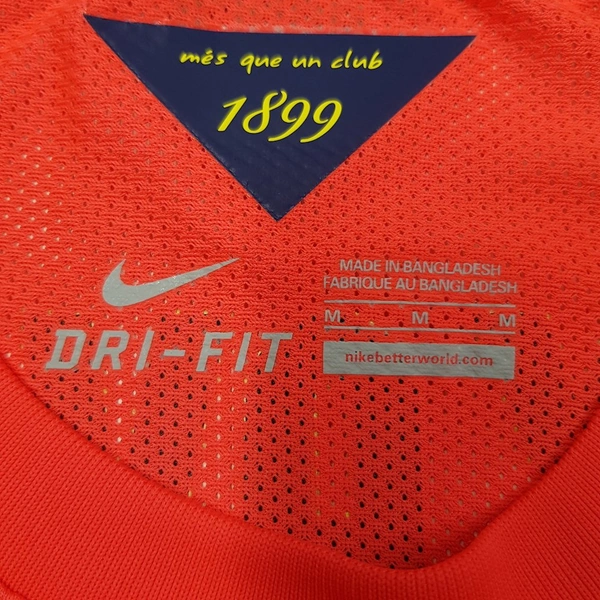 més que un club
1899
DRI-FIT
MADE IN BANGLADESH
FABRIQUE AU BANGLADESH
M M M
nikebetterworld.com